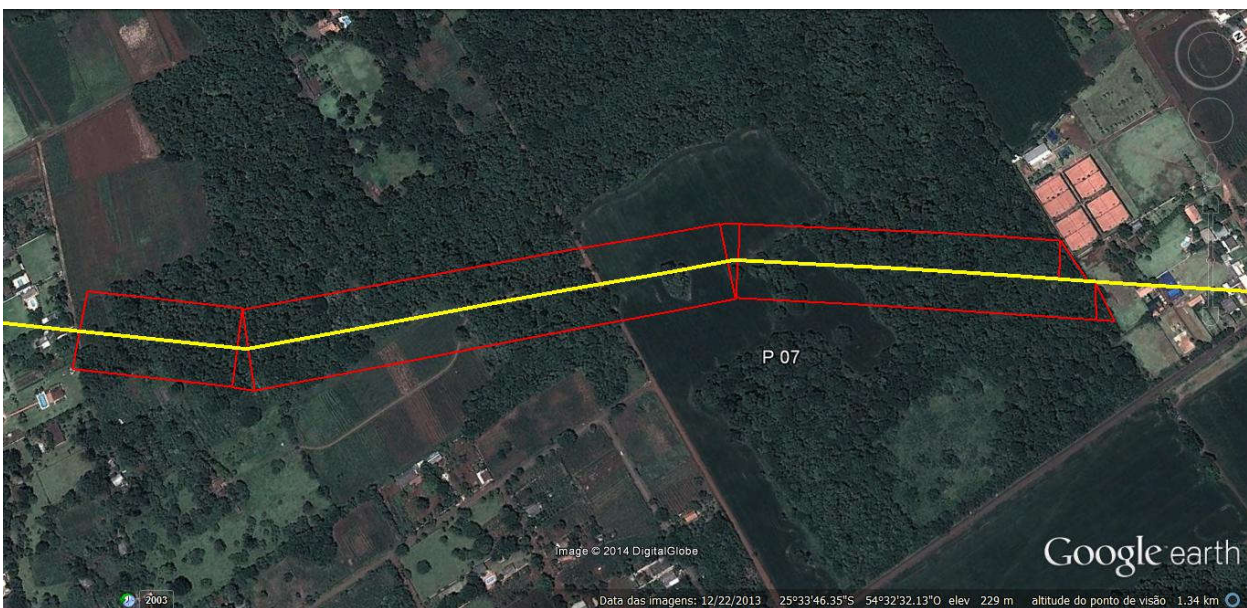 N
P 07
Image © 2014 DigitalGlobe
Google earth
2003
Data das imagens: 12/22/2013 25°33'46.35"S 54°32'32.13"O elev 229 m altitude do ponto de visão 1.34 km